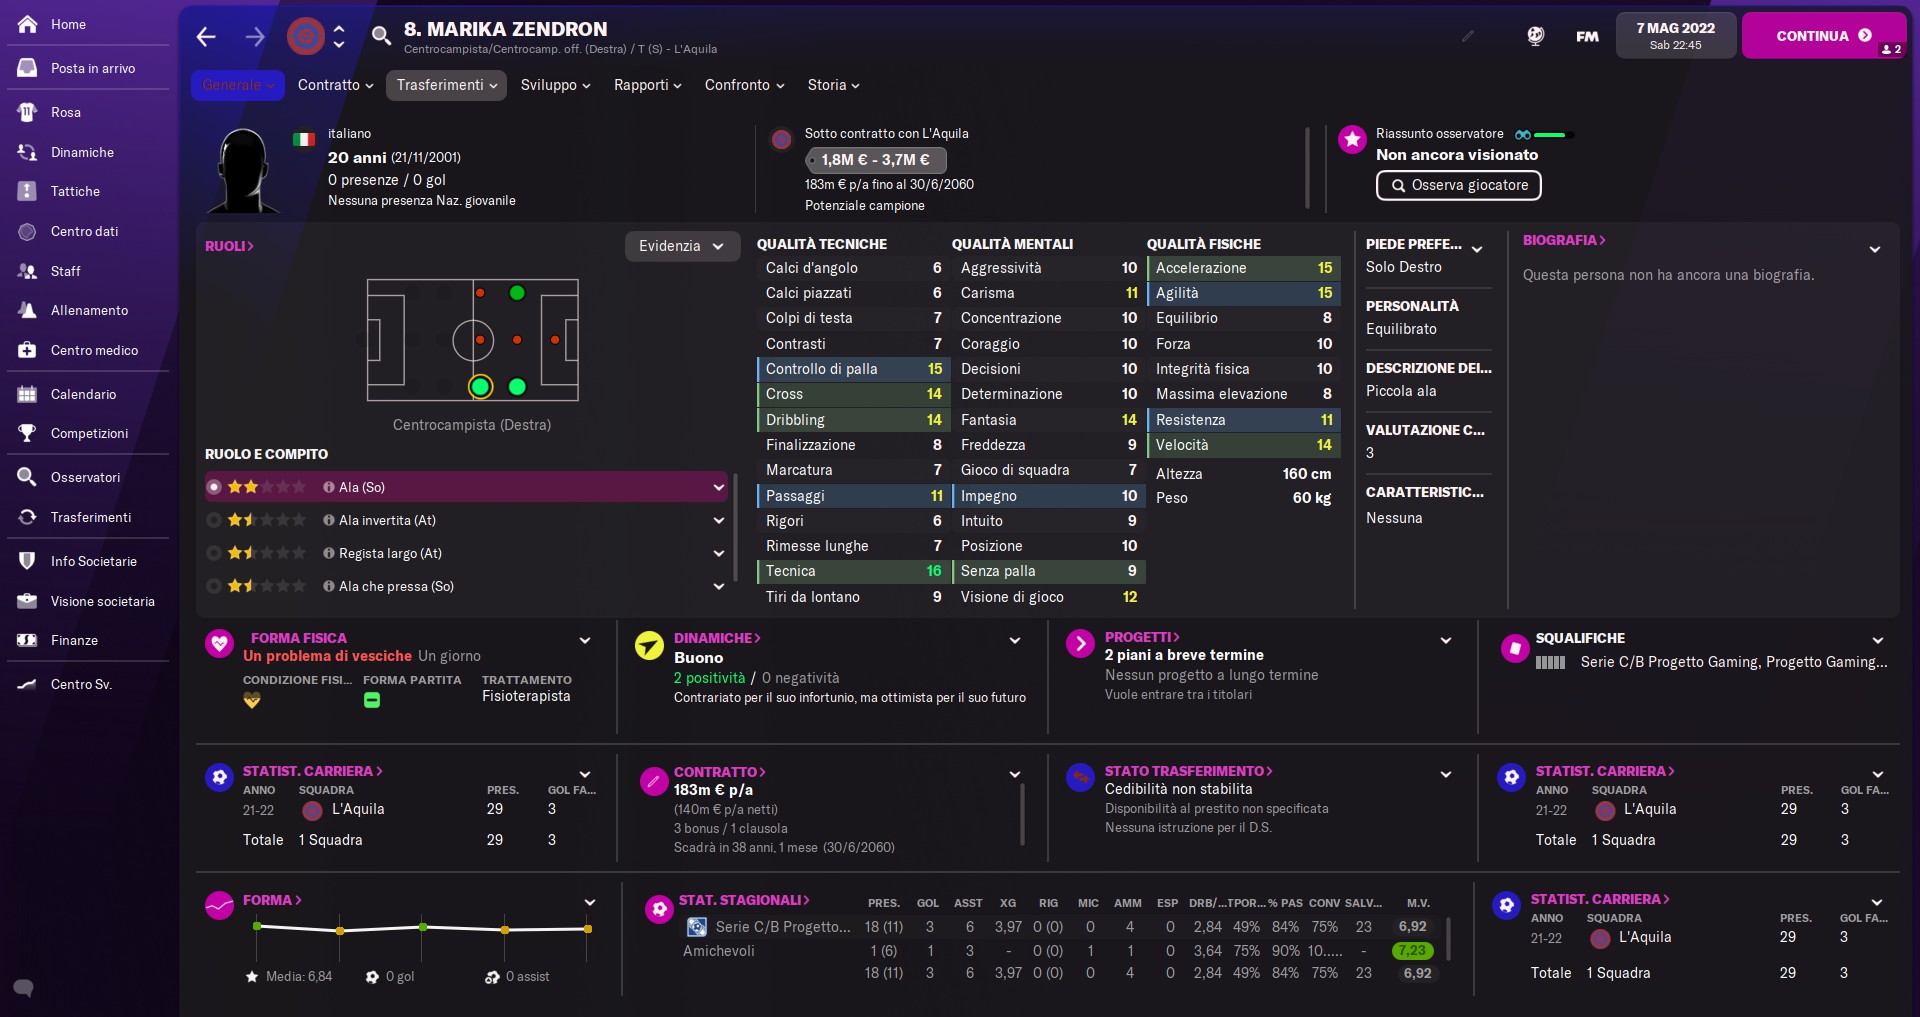 Home
Posta in arrivo
Rosa
Dinamiche
Tattiche
Centro dati
Staff
Allenamento
Centro medico
Calendario
Competizioni
Osservatori
Trasferimenti
Info Societarie
Visione societaria
Finanze
Centro Sv.
8. MARIKA ZENDRON
Centrocampista/Centrocamp. off. (Destra) / T (S) - L'Aquila
FM
7 MAG 2022
Sab 22:45
CONTINUA
2
Generale
Contratto
Trasferimenti
Sviluppo
Rapporti
Confronto
Storia
italiano
20 anni (21/11/2001)
0 presenze / 0 gol
Nessuna presenza Naz. giovanile
Sotto contratto con L'Aquila
1,8M € - 3,7M €
183m € p/a fino al 30/6/2060
Potenziale campione
Riassunto osservatore
Non ancora visionato
Osserva giocatore
RUOLI
Evidenzia
Centrocampista (Destra)
RUOLO E COMPITO
Ala (So)
Ala invertita (At)
Regista largo (At)
Ala che pressa (So)
QUALITÀ TECNICHE
Calci d'angolo 6
Calci piazzati 6
Colpi di testa 7
Contrasti 7
Controllo di palla 15
Cross 14
Dribbling 14
Finalizzazione 8
Marcatura 7
Passaggi 11
Rigori 6
Rimesse lunghe 7
Tecnica 16
Tiri da lontano 9
QUALITÀ MENTALI
Aggressività 10
Carisma 11
Concentrazione 10
Coraggio 10
Decisioni 10
Determinazione 10
Fantasia 14
Freddezza 9
Gioco di squadra 7
Impegno 10
Intuito 9
Posizione 10
Senza palla 9
Visione di gioco 12
QUALITÀ FISICHE
Accelerazione 15
Agilità 15
Equilibrio 8
Forza 10
Integrità fisica 10
Massima elevazione 8
Resistenza 11
Velocità 14
Altezza 160 cm
Peso 60 kg
PIEDE PREFE...
Solo Destro
PERSONALITÀ
Equilibrato
DESCRIZIONE DEI...
Piccola ala
VALUTAZIONE C...
3
CARATTERISTIC...
Nessuna
BIOGRAFIA
Questa persona non ha ancora una biografia.
FORMA FISICA
Un problema di vesciche Un giorno
CONDIZIONE FISI... FORMA PARTITA TRATTAMENTO
Fisioterapista
DINAMICHE
Buono
2 positività / 0 negatività
Contrariato per il suo infortunio, ma ottimista per il suo futuro
PROGETTI
2 piani a breve termine
Nessun progetto a lungo termine
Vuole entrare tra i titolari
SQUALIFICHE
Serie C/B Progetto Gaming, Progetto Gaming...
STATIST. CARRIERA
ANNO SQUADRA PRES. GOL FA...
21-22 L'Aquila 29 3
Totale 1 Squadra 29 3
CONTRATTO
183m € p/a
(140m € p/a netti)
3 bonus / 1 clausola
Scadrà in 38 anni, 1 mese (30/6/2060)
STATO TRASFERIMENTO
Cedibilità non stabilita
Disponibilità al prestito non specificata
Nessuna istruzione per il D.S.
STATIST. CARRIERA
ANNO SQUADRA PRES. GOL FA...
21-22 L'Aquila 29 3
Totale 1 Squadra 29 3
FORMA
Media: 6,84 0 gol 0 assist
STAT. STAGIONALI PRES. GOL ASST XG RIG MIC AMM ESP DRB/... TPOR... % PAS CONV SALV... M.V.
Serie C/B Progetto... 18 (11) 3 6 3,97 0 (0) 0 4 0 2,84 49% 84% 75% 23 6,92
Amichevoli 1 (6) 1 3 - 0 (0) 1 1 0 3,64 75% 90% 10..... - 7,23
18 (11) 3 6 3,97 0 (0) 0 4 0 2,84 49% 84% 75% 23 6,92
STATIST. CARRIERA
ANNO SQUADRA PRES. GOL FA...
21-22 L'Aquila 29 3
Totale 1 Squadra 29 3